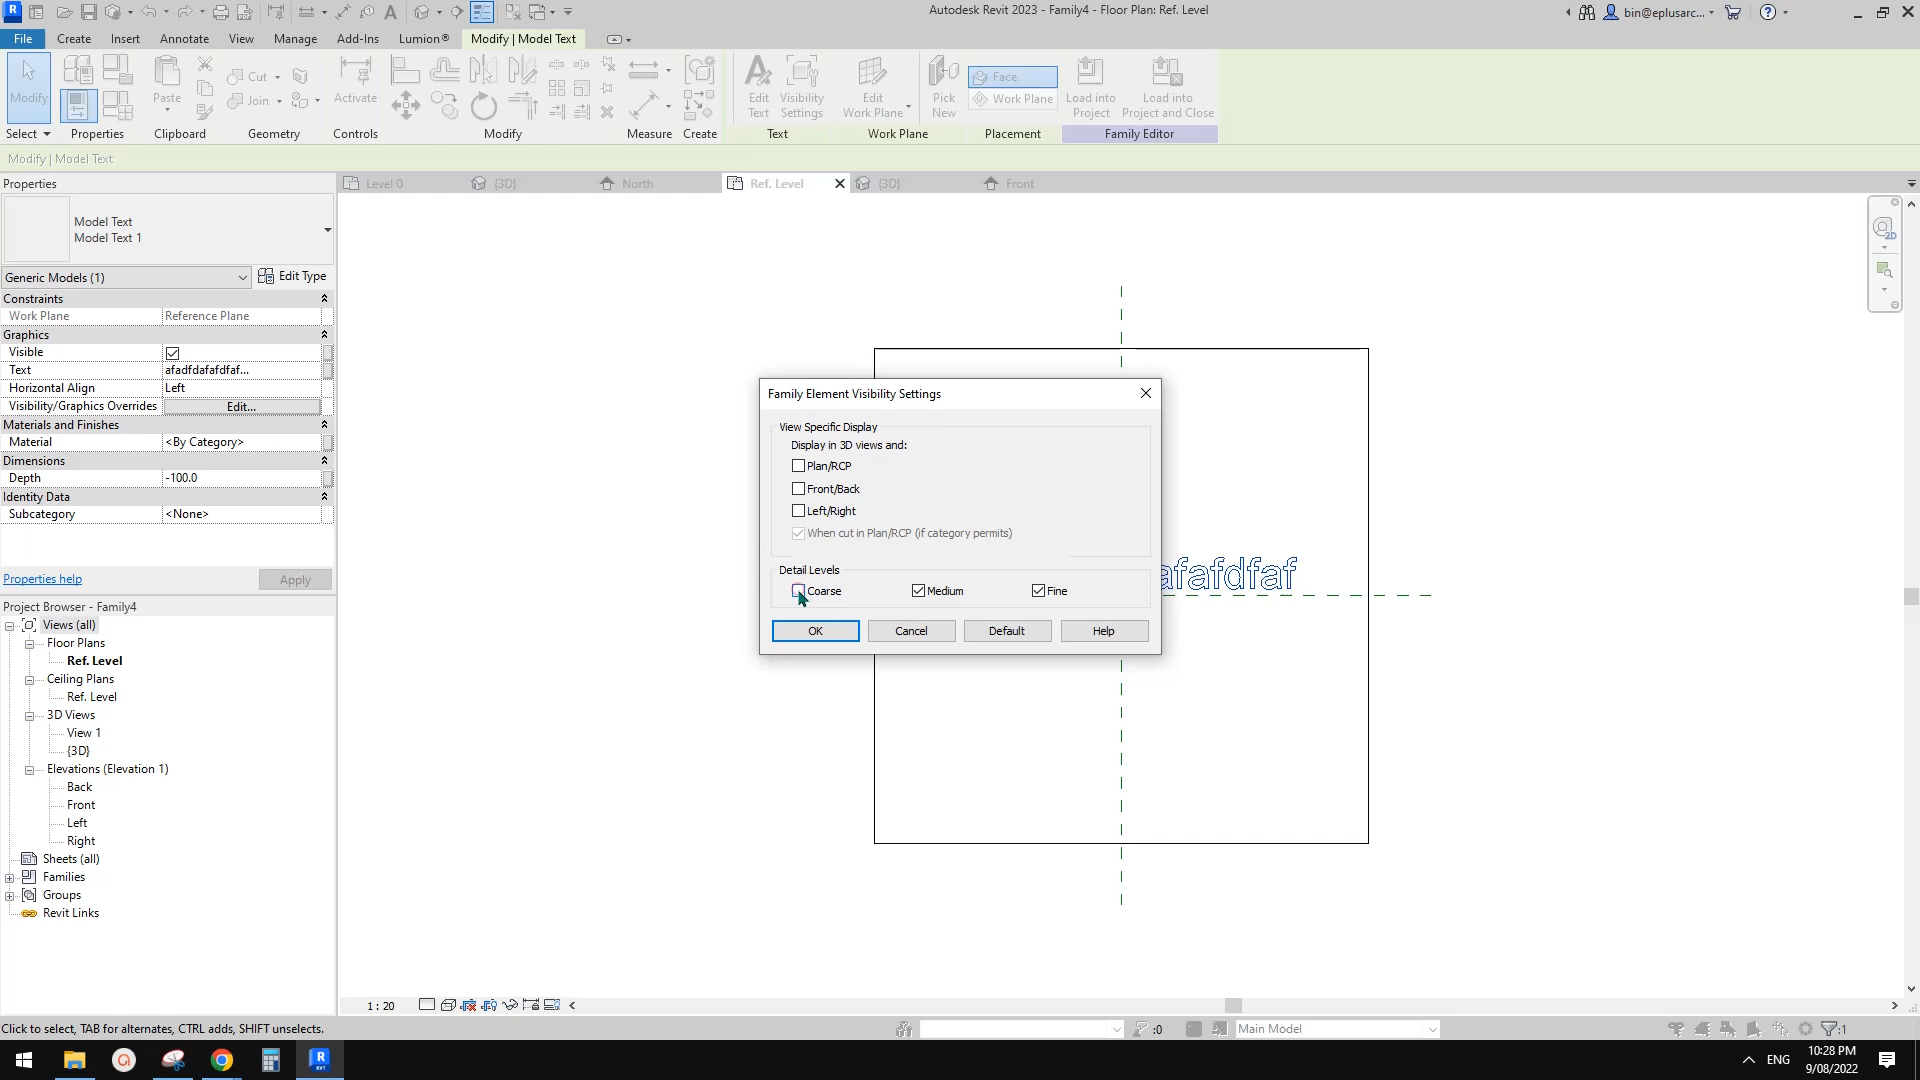 Autodesk Revit 2023 - Family4 - Floor Plan: Ref. Level
bin@eplusarc...
File Create Insert Annotate View Manage Add-Ins Lumion® Modify | Model Text
Modify
Paste
Cut
Join
Activate
Edit Text
Visibility Settings
Edit Work Plane
Pick New
Face
Work Plane
Load into Project
Load into Project and Close
Select Properties Clipboard Geometry Controls Modify Measure Create Text Work Plane Placement Family Editor
Modify | Model Text
Properties
Level 0 {3D} North Ref. Level {3D} Front
Model Text
Model Text 1
Generic Models (1) Edit Type
Constraints
Work Plane Reference Plane
Graphics
Visible
Text afadfdafafdfaf...
Horizontal Align Left
Visibility/Graphics Overrides Edit...
Materials and Finishes
Material <By Category>
Dimensions
Depth -100.0
Identity Data
Subcategory <None>
Properties help Apply
Project Browser - Family4
Views (all)
Floor Plans
Ref. Level
Ceiling Plans
Ref. Level
3D Views
View 1
{3D}
Elevations (Elevation 1)
Back
Front
Left
Right
Sheets (all)
Families
Groups
Revit Links
Family Element Visibility Settings
View Specific Display
Display in 3D views and:
Plan/RCP
Front/Back
Left/Right
When cut in Plan/RCP (if category permits)
Detail Levels
Coarse Medium Fine
OK Cancel Default Help
afafdfaf
2D
1 : 20
Click to select, TAB for alternates, CTRL adds, SHIFT unselects.
:0
Main Model
:1
ENG
10:28 PM
9/08/2022